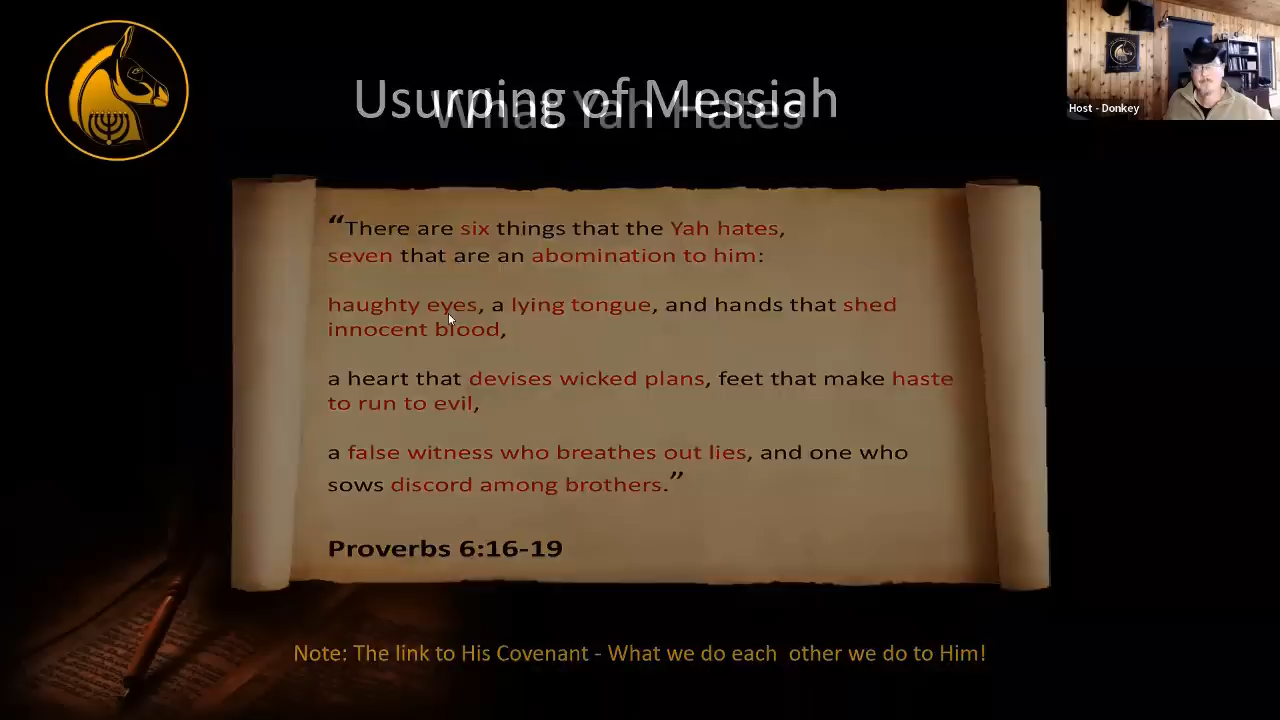 Usurping of Messiah
What Yah Hates
Host - Donkey
“There are six things that the Yah hates,
seven that are an abomination to him:
haughty eyes, a lying tongue, and hands that shed
innocent blood,
a heart that devises wicked plans, feet that make haste
to run to evil,
a false witness who breathes out lies, and one who
sows discord among brothers.”
Proverbs 6:16-19
Note: The link to His Covenant - What we do each other we do to Him!